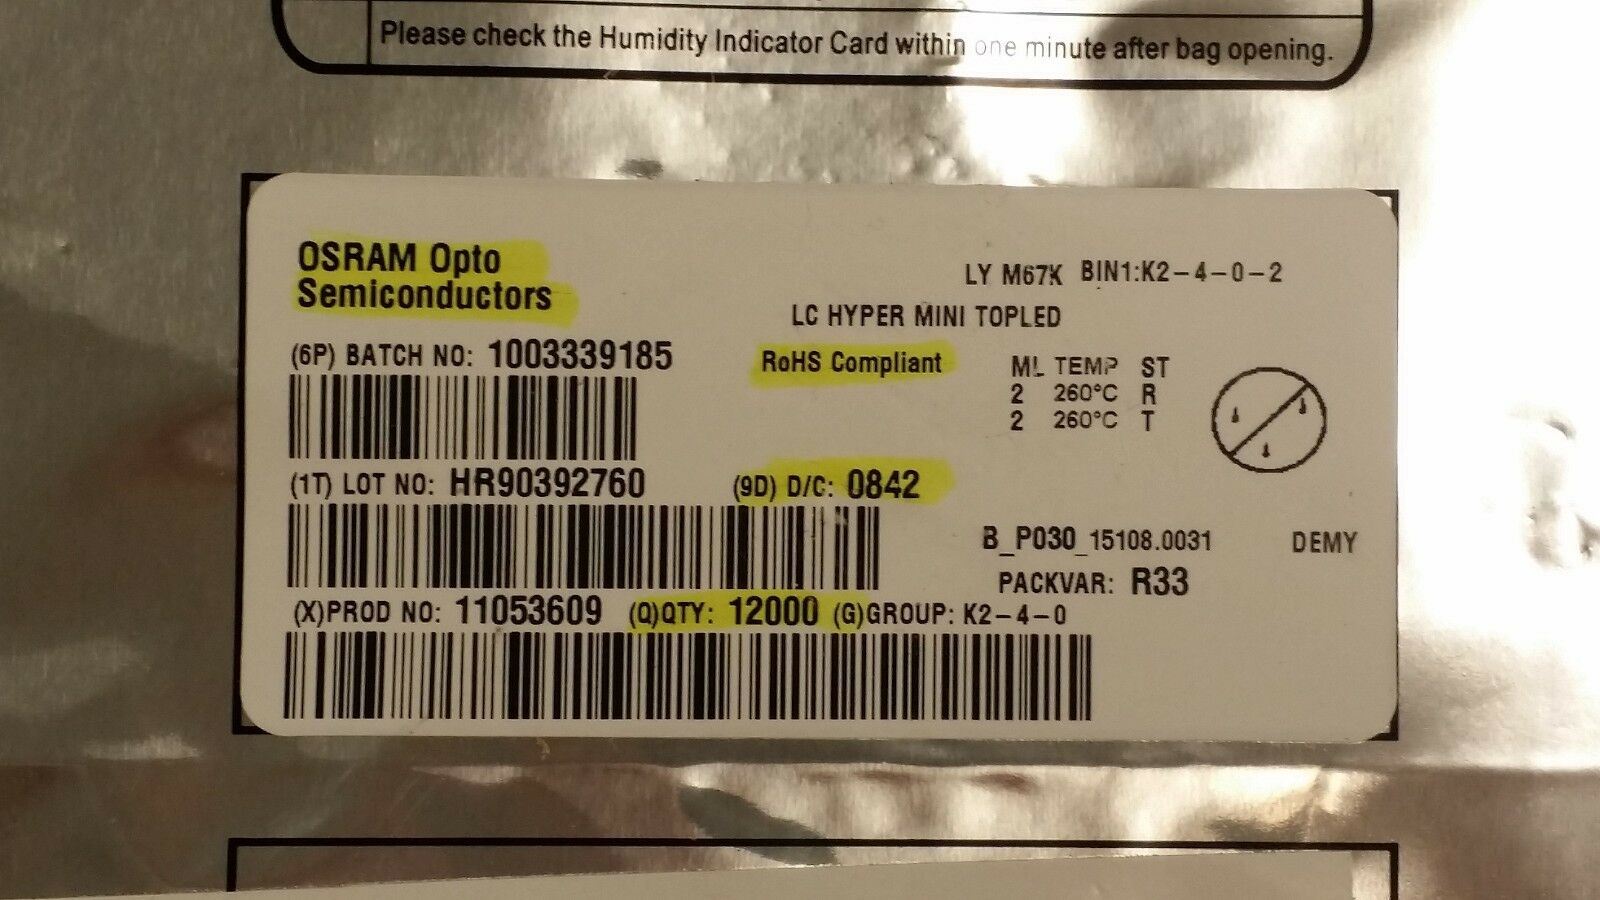 Please check the Humidity Indicator Card within one minute after bag opening.
OSRAM Opto
Semiconductors
LY M67K BIN1:K2-4-0-2
LC HYPER MINI TOPLED
(6P) BATCH NO: 1003339185
RoHS Compliant
ML TEMP ST
2 260°C R
2 260°C T
(1T) LOT NO: HR90392760 (9D) D/C: 0842
B_P030_15108.0031 DEMY
PACKVAR: R33
(X)PROD NO: 11053609 (Q)QTY: 12000 (G)GROUP: K2-4-0